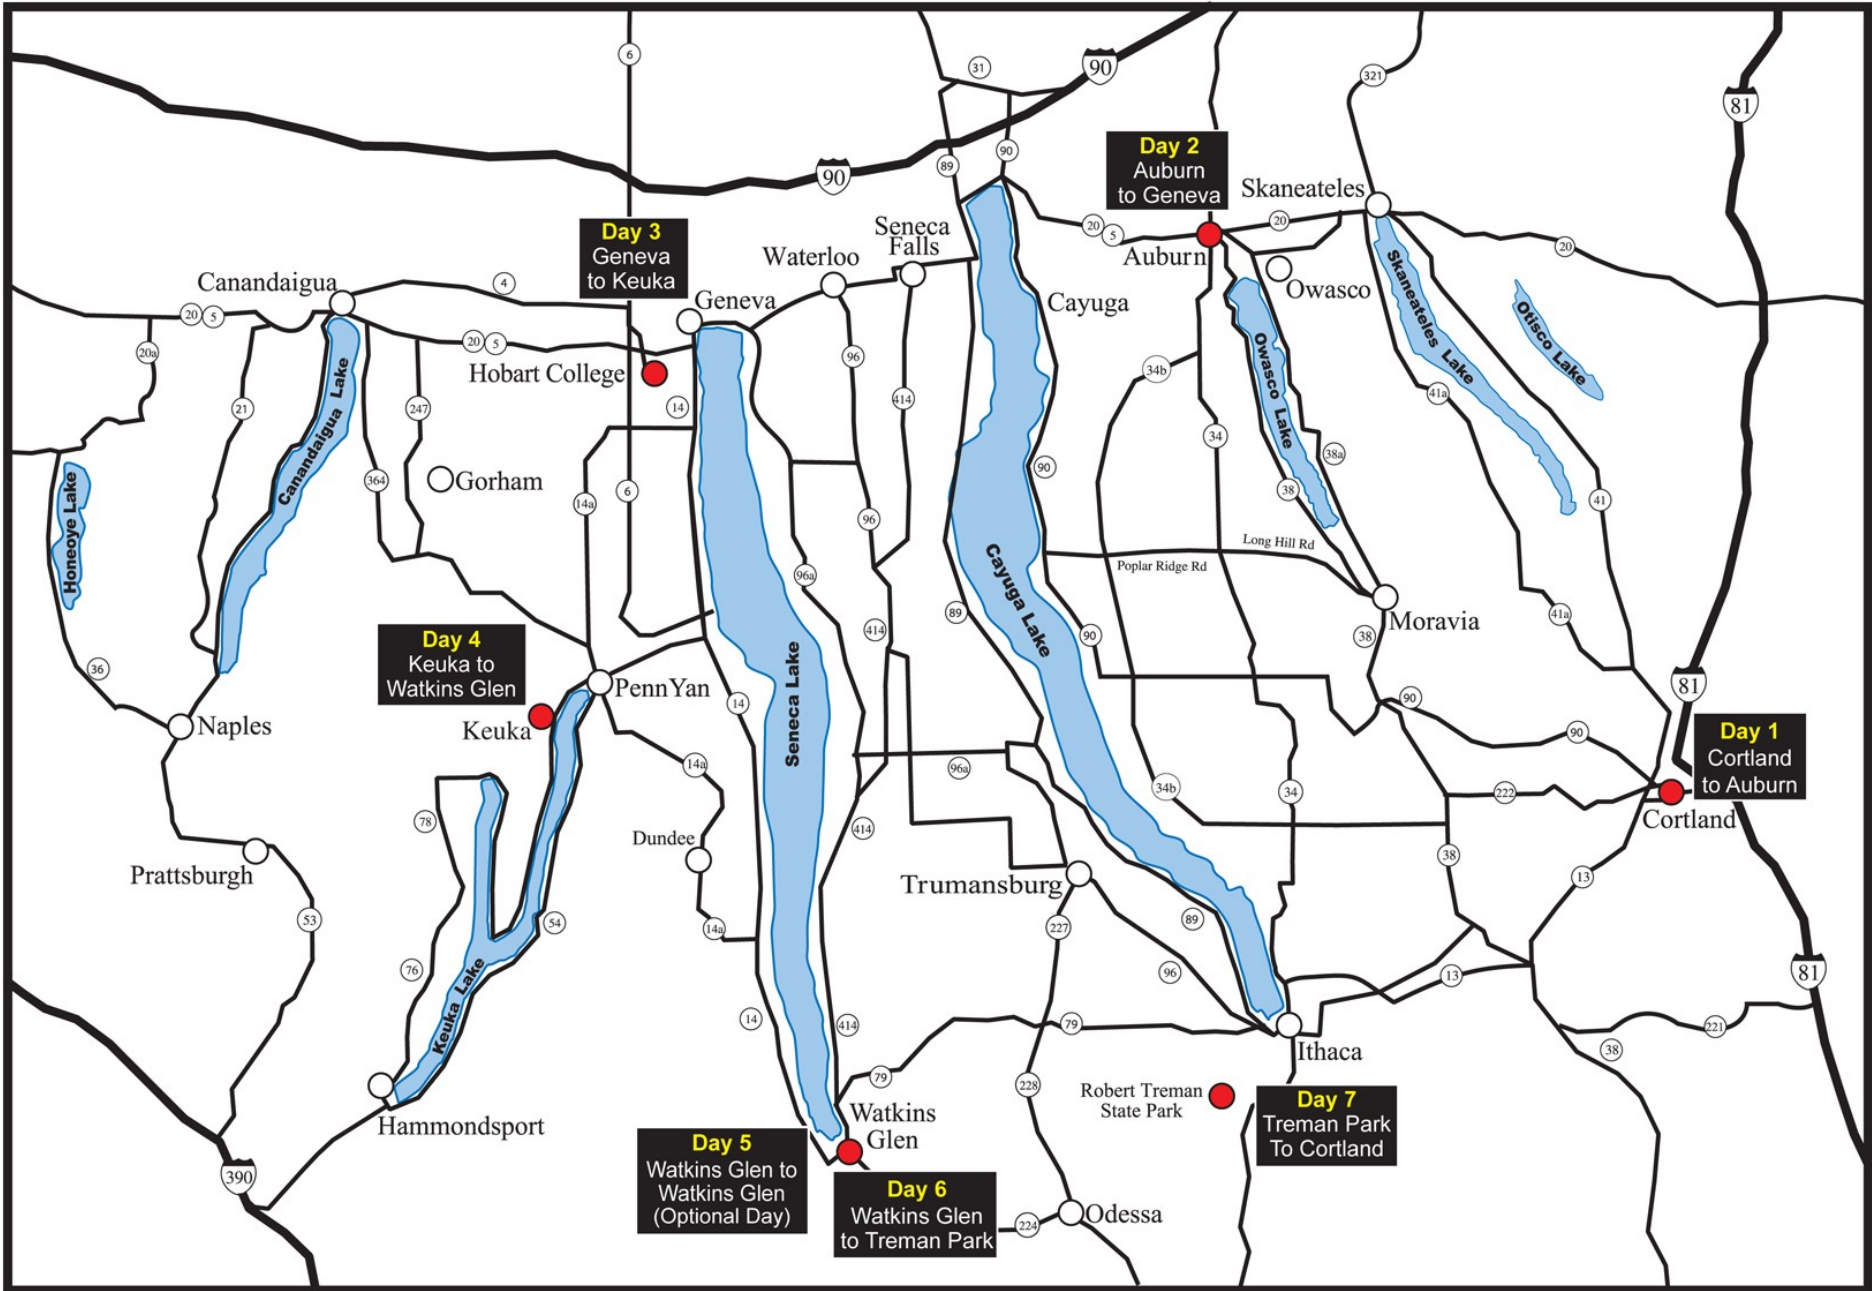 6
31
90
321
81
Day 2
Auburn
to Geneva
89
90
90
Skaneateles
20
5
20
Auburn
20
Day 3
Geneva
to Keuka
Seneca
Falls
Waterloo
Canandaigua
4
Geneva
Cayuga
Owasco
Skaneateles Lake
Otisco Lake
20
5
20
5
20a
Hobart College
Canandaigua Lake
21
247
14
96
414
34b
34
Owasco Lake
41a
38a
38
90
41
Honeoye Lake
364
Gorham
14a
6
96
Long Hill Rd
Poplar Ridge Rd
Cayuga Lake
96a
89
414
90
Moravia
38
41a
36
Day 4
Keuka to
Watkins Glen
PennYan
Keuka
14
Seneca Lake
90
90
81
Day 1
Cortland
to Auburn
Naples
14a
96a
34b
34
222
Cortland
78
Dundee
414
38
13
Prattsburgh
Trumansburg
53
54
14a
227
89
76
Keuka Lake
96
13
81
14
414
79
Ithaca
221
38
79
228
Robert Treman
State Park
Day 7
Treman Park
To Cortland
Hammondsport
Watkins
Glen
Day 5
Watkins Glen to
Watkins Glen
(Optional Day)
390
Day 6
Watkins Glen
to Treman Park
224
Odessa